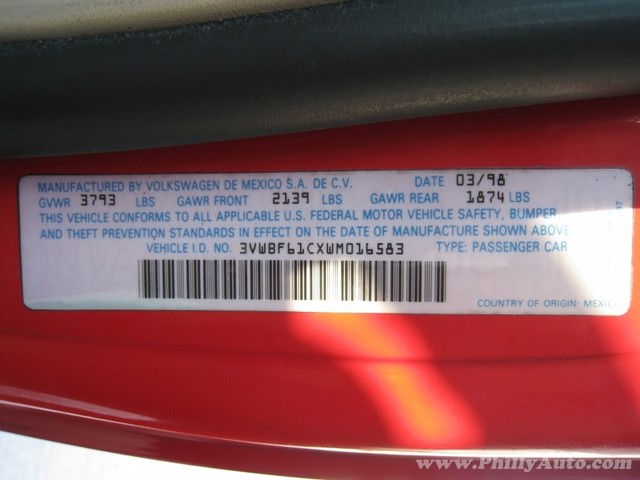 MANUFACTURED BY VOLKSWAGEN DE MEXICO S.A. DE C.V. DATE 03/98
GVWR 3793 LBS GAWR FRONT 2139 LBS GAWR REAR 1874 LBS
THIS VEHICLE CONFORMS TO ALL APPLICABLE U.S. FEDERAL MOTOR VEHICLE SAFETY, BUMPER
AND THEFT PREVENTION STANDARDS IN EFFECT ON THE DATE OF MANUFACTURE SHOWN ABOVE.
VEHICLE I.D. NO. 3VWBF61CXWM016583 TYPE: PASSENGER CAR
COUNTRY OF ORIGIN: MEXICO
www.PhillyAuto.com